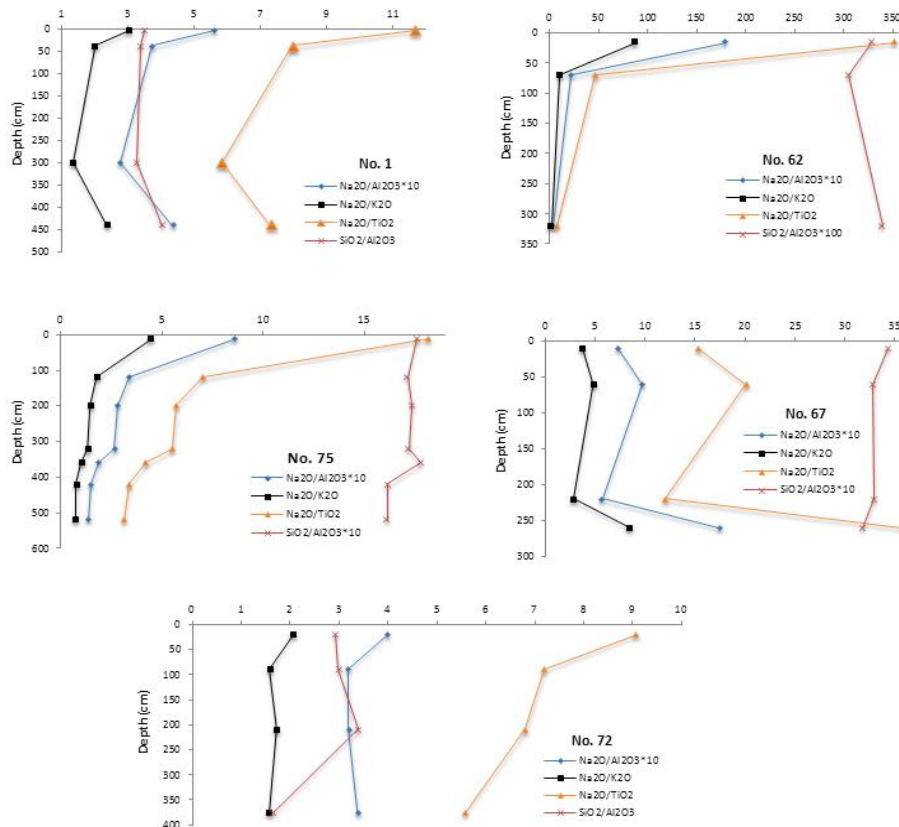 1 3 5 7 9 11
0
50
100
150
200
250
300
350
400
450
500
Depth (cm)
No. 1
Na2O/Al2O3*10
Na2O/K2O
Na2O/TiO2
SiO2/Al2O3
0 50 100 150 200 250 300 350
0
50
100
150
200
250
300
350
Depth (cm)
No. 62
Na2O/Al2O3*10
Na2O/K2O
Na2O/TiO2
SiO2/Al2O3*100
0 5 10 15
0
100
200
300
400
500
600
Depth (cm)
No. 75
Na2O/Al2O3*10
Na2O/K2O
Na2O/TiO2
SiO2/Al2O3*10
0 5 10 15 20 25 30 35
0
50
100
150
200
250
300
Depth (cm)
No. 67
Na2O/Al2O3*10
Na2O/K2O
Na2O/TiO2
SiO2/Al2O3*10
0 1 2 3 4 5 6 7 8 9 10
0
50
100
150
200
250
300
350
400
Depth (cm)
No. 72
Na2O/Al2O3*10
Na2O/K2O
Na2O/TiO2
SiO2/Al2O3